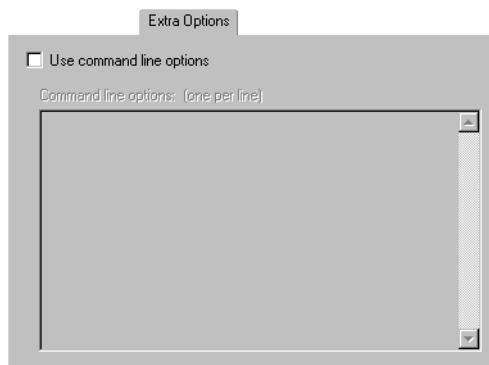 Extra Options
Use command line options
Command line options: (one per line)